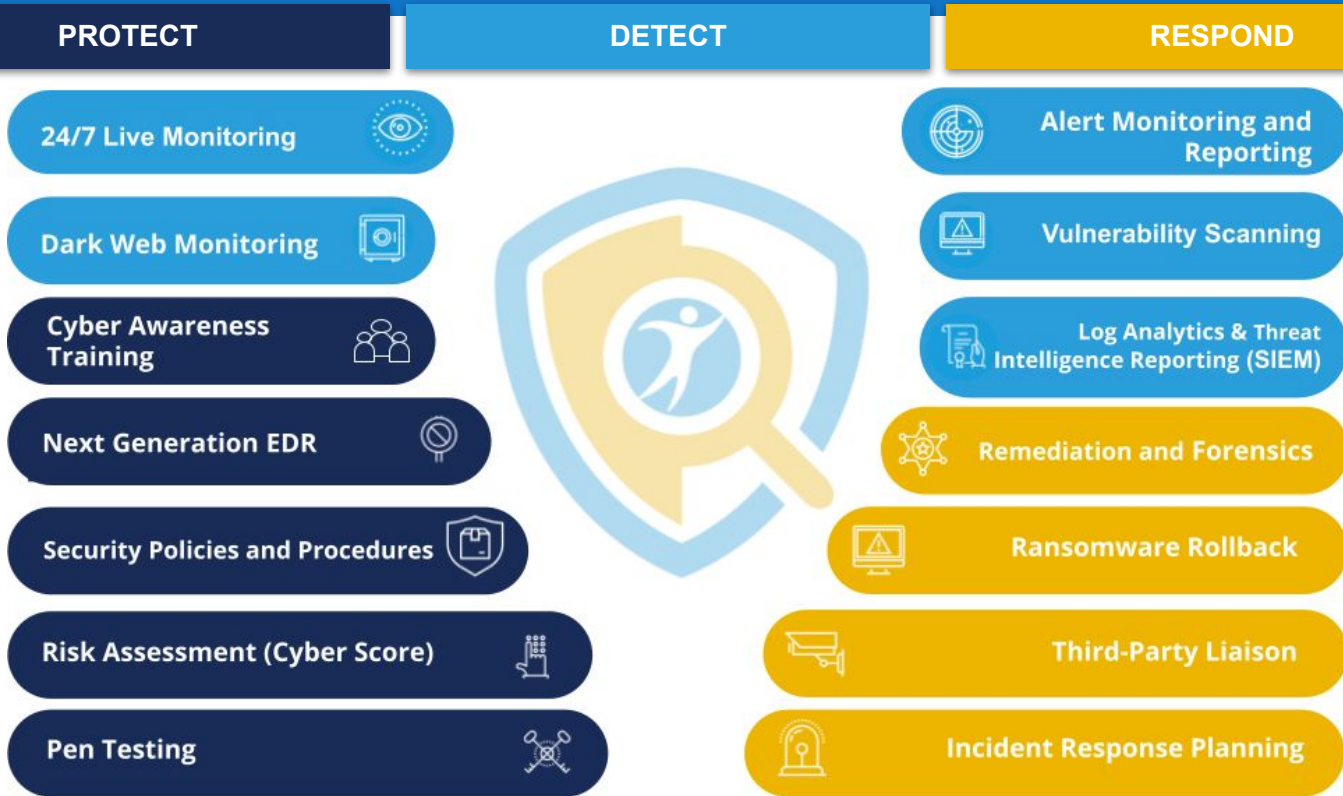 PROTECT
DETECT
RESPOND
24/7 Live Monitoring
Dark Web Monitoring
Cyber Awareness
Training
Next Generation EDR
Security Policies and Procedures
Risk Assessment (Cyber Score)
Pen Testing
Alert Monitoring and
Reporting
Vulnerability Scanning
Log Analytics & Threat
Intelligence Reporting (SIEM)
Remediation and Forensics
Ransomware Rollback
Third-Party Liaison
Incident Response Planning